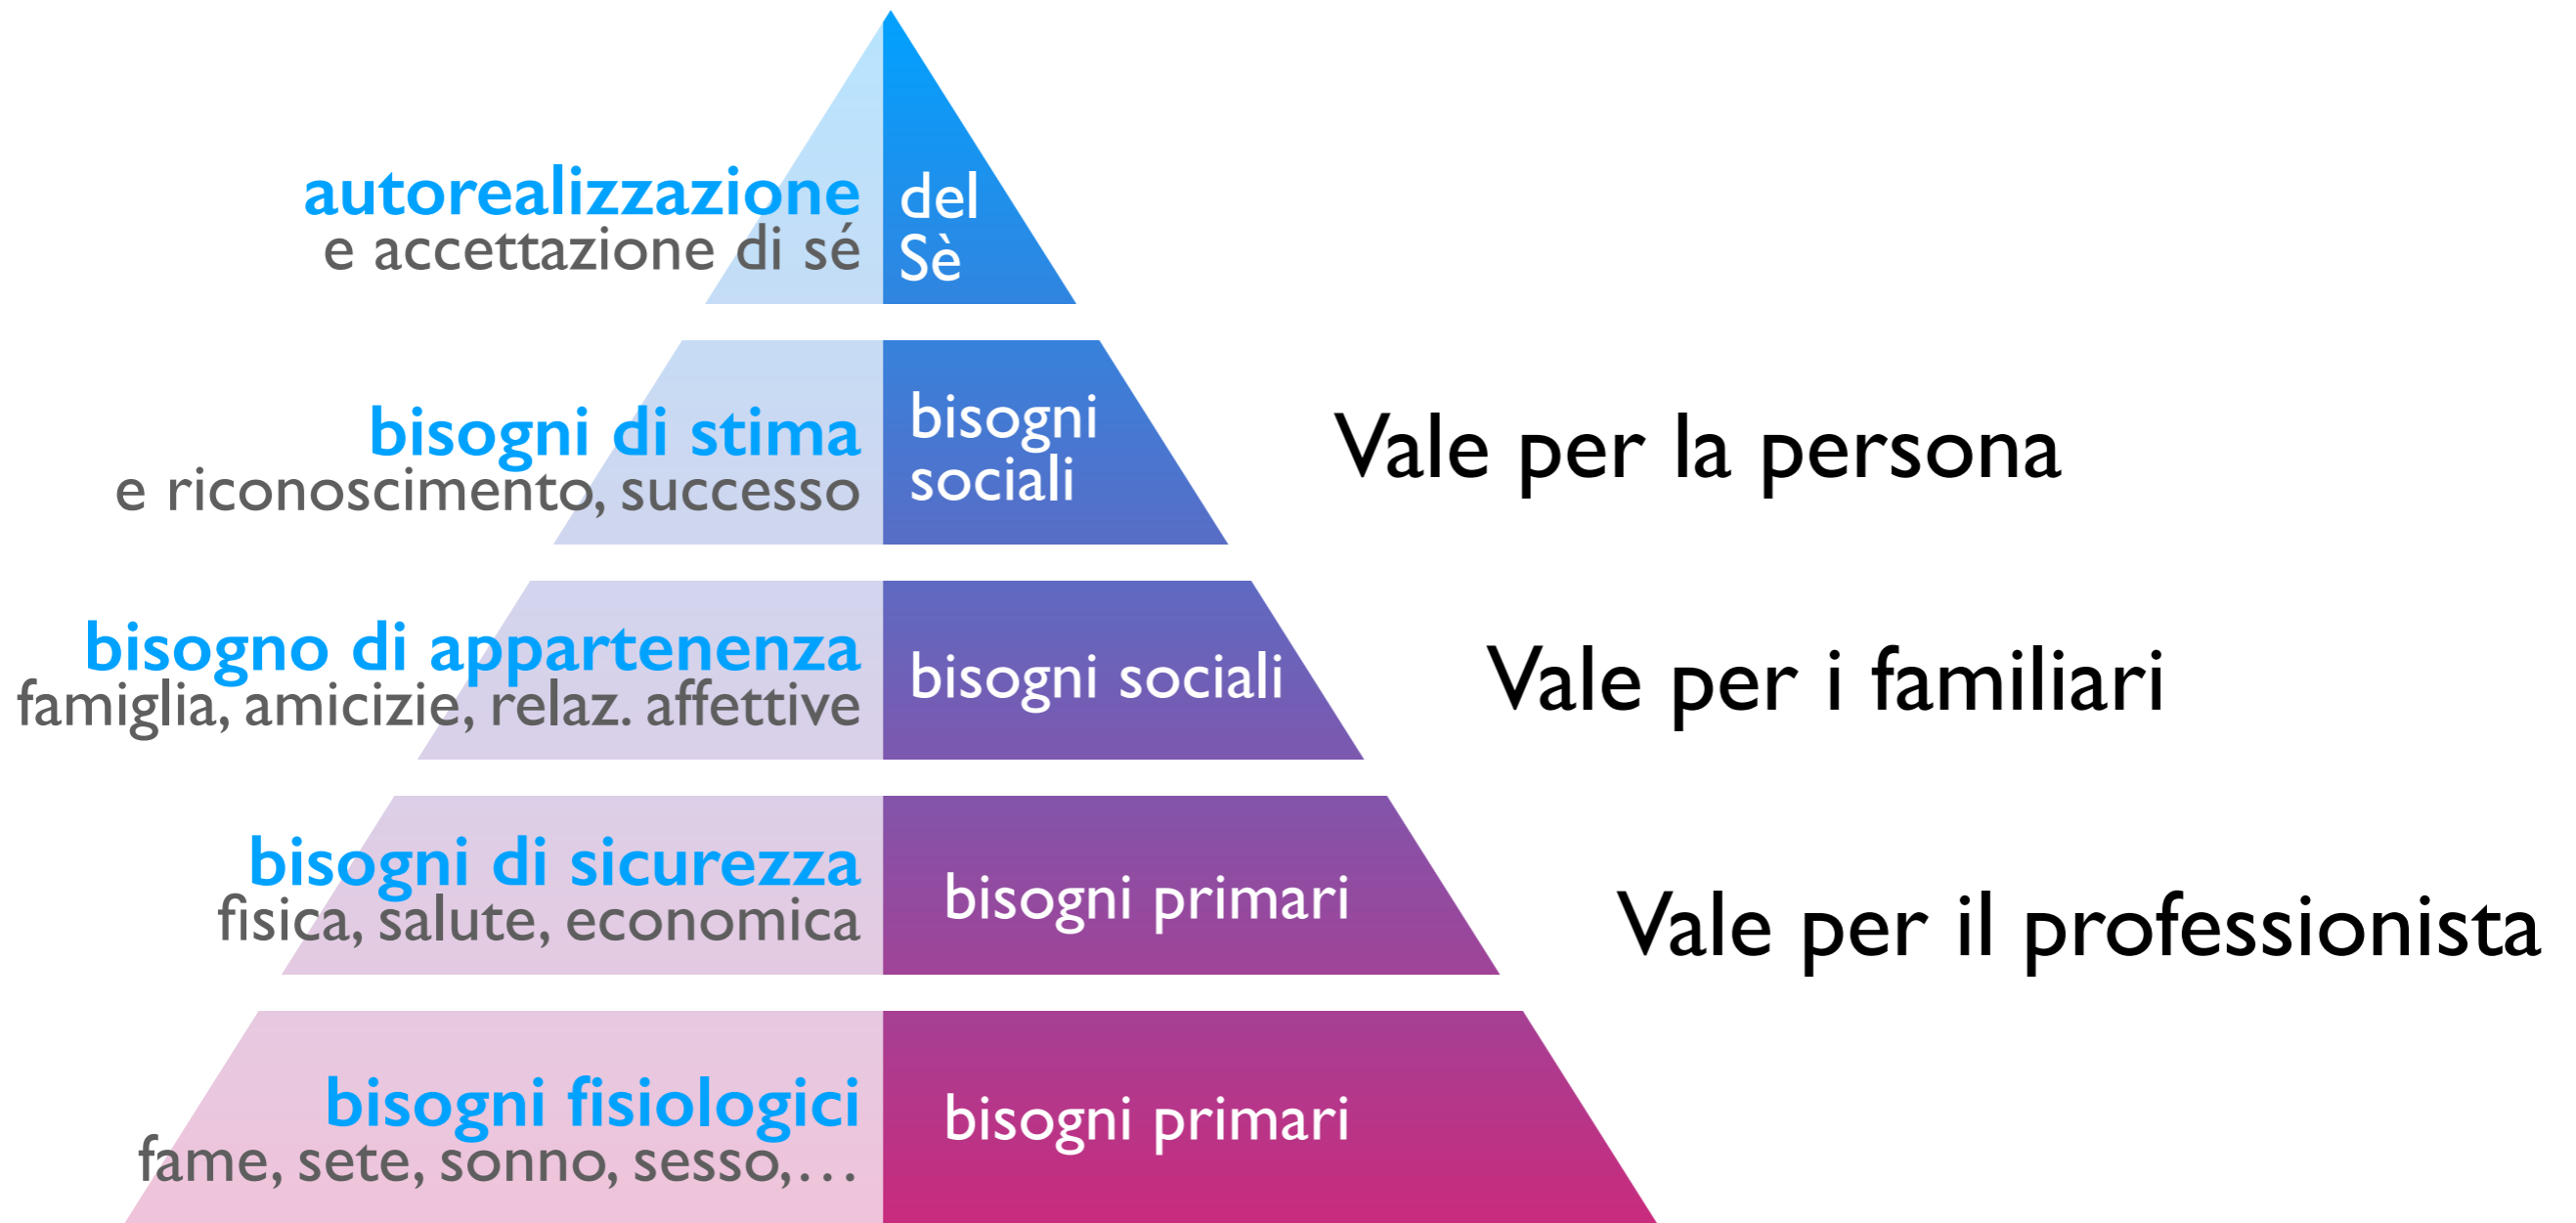 autorealizzazione
e accettazione di sé
del
Sè
bisogni di stima
e riconoscimento, successo
bisogni
sociali
Vale per la persona
bisogno di appartenenza
famiglia, amicizie, relaz. affettive
bisogni sociali
Vale per i familiari
bisogni di sicurezza
fisica, salute, economica
bisogni primari
Vale per il professionista
bisogni fisiologici
fame, sete, sonno, sesso,…
bisogni primari